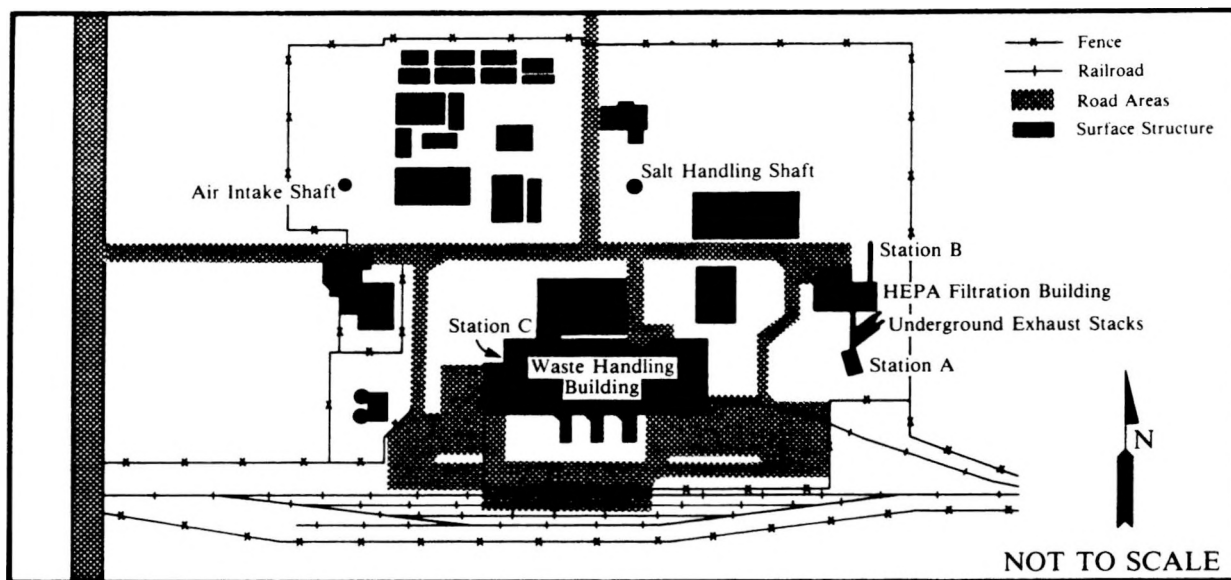 Fence
Railroad
Road Areas
Surface Structure
Air Intake Shaft
Salt Handling Shaft
Station B
HEPA Filtration Building
Underground Exhaust Stacks
Station C
Station A
Waste Handling
Building
N
NOT TO SCALE